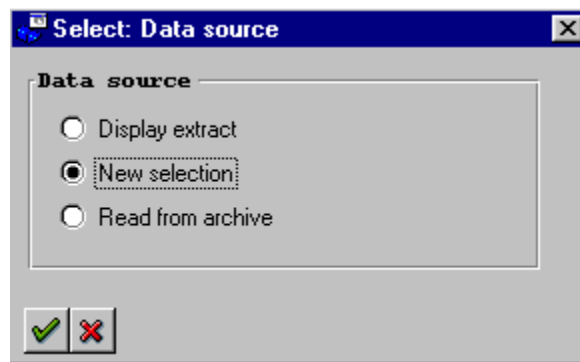 Select: Data source
Data source
Display extract
New selection
Read from archive